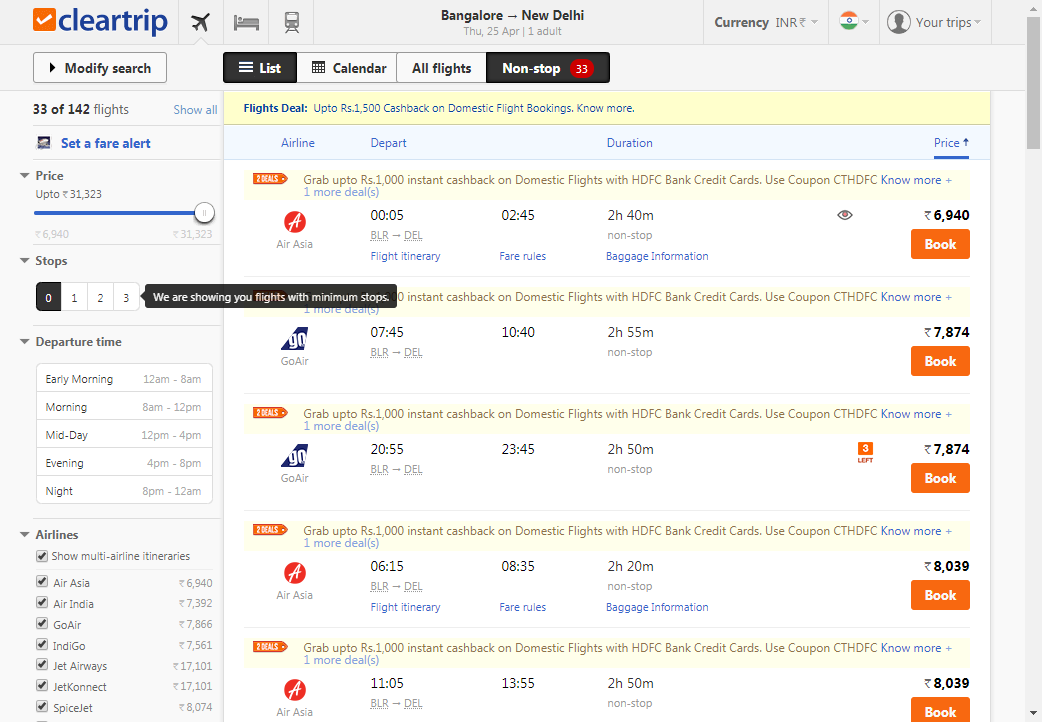 cleartrip
Bangalore → New Delhi
Thu, 25 Apr | 1 adult
Currency INR ₹
Your trips
Modify search
List
Calendar
All flights
Non-stop 33
33 of 142 flights
Show all
Set a fare alert
Price
Upto ₹ 31,323
₹ 6,940
₹ 31,323
Stops
0
1
2
3
We are showing you flights with minimum stops.
Departure time
Early Morning 12am - 8am
Morning 8am - 12pm
Mid-Day 12pm - 4pm
Evening 4pm - 8pm
Night 8pm - 12am
Airlines
Show multi-airline itineraries
Air Asia ₹ 6,940
Air India ₹ 7,392
GoAir ₹ 7,866
IndiGo ₹ 7,561
Jet Airways ₹ 17,101
JetKonnect ₹ 17,101
SpiceJet ₹ 8,074
Flights Deal: Upto Rs.1,500 Cashback on Domestic Flight Bookings. Know more.
Airline Depart Duration Price ↑
2 DEALS Grab upto Rs.1,000 instant cashback on Domestic Flights with HDFC Bank Credit Cards. Use Coupon CTHDFC Know more +
1 more deal(s)
00:05 02:45 2h 40m ₹ 6,940
Air Asia BLR → DEL non-stop
Book
Flight itinerary Fare rules Baggage Information
00 instant cashback on Domestic Flights with HDFC Bank Credit Cards. Use Coupon CTHDFC Know more +
1 more deal(s)
go 07:45 10:40 2h 55m ₹ 7,874
GoAir BLR → DEL non-stop
Book
2 DEALS Grab upto Rs.1,000 instant cashback on Domestic Flights with HDFC Bank Credit Cards. Use Coupon CTHDFC Know more +
1 more deal(s)
go 20:55 23:45 2h 50m 3 LEFT ₹ 7,874
GoAir BLR → DEL non-stop
Book
2 DEALS Grab upto Rs.1,000 instant cashback on Domestic Flights with HDFC Bank Credit Cards. Use Coupon CTHDFC Know more +
1 more deal(s)
06:15 08:35 2h 20m ₹ 8,039
Air Asia BLR → DEL non-stop
Book
Flight itinerary Fare rules Baggage Information
2 DEALS Grab upto Rs.1,000 instant cashback on Domestic Flights with HDFC Bank Credit Cards. Use Coupon CTHDFC Know more +
1 more deal(s)
11:05 13:55 2h 50m ₹ 8,039
Air Asia BLR → DEL non-stop
Book